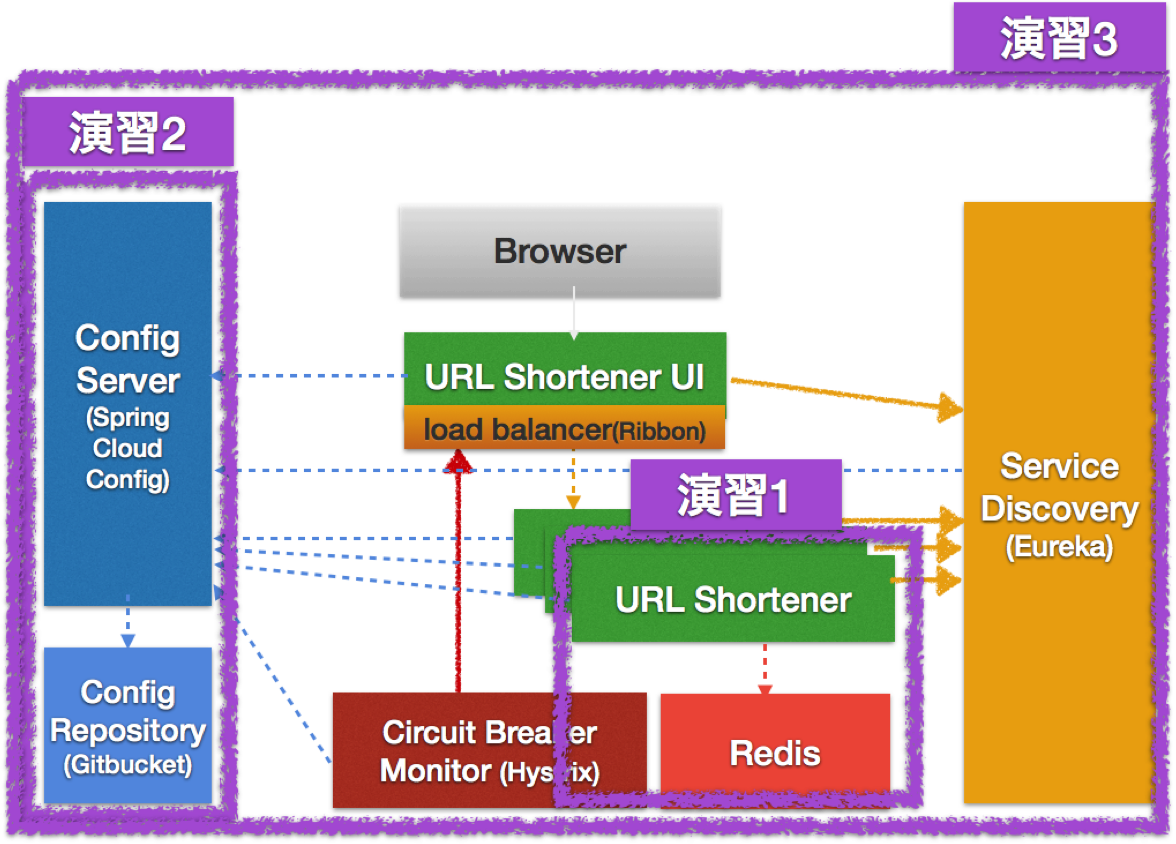 演習3
演習2
Browser
Config
Server
(Spring
Cloud
Config)
URL Shortener UI
load balancer(Ribbon)
Service
Discovery
(Eureka)
演習1
URL Shortener
Config
Repository
(Gitbucket)
Circuit Breaker
Monitor (Hystrix)
Redis